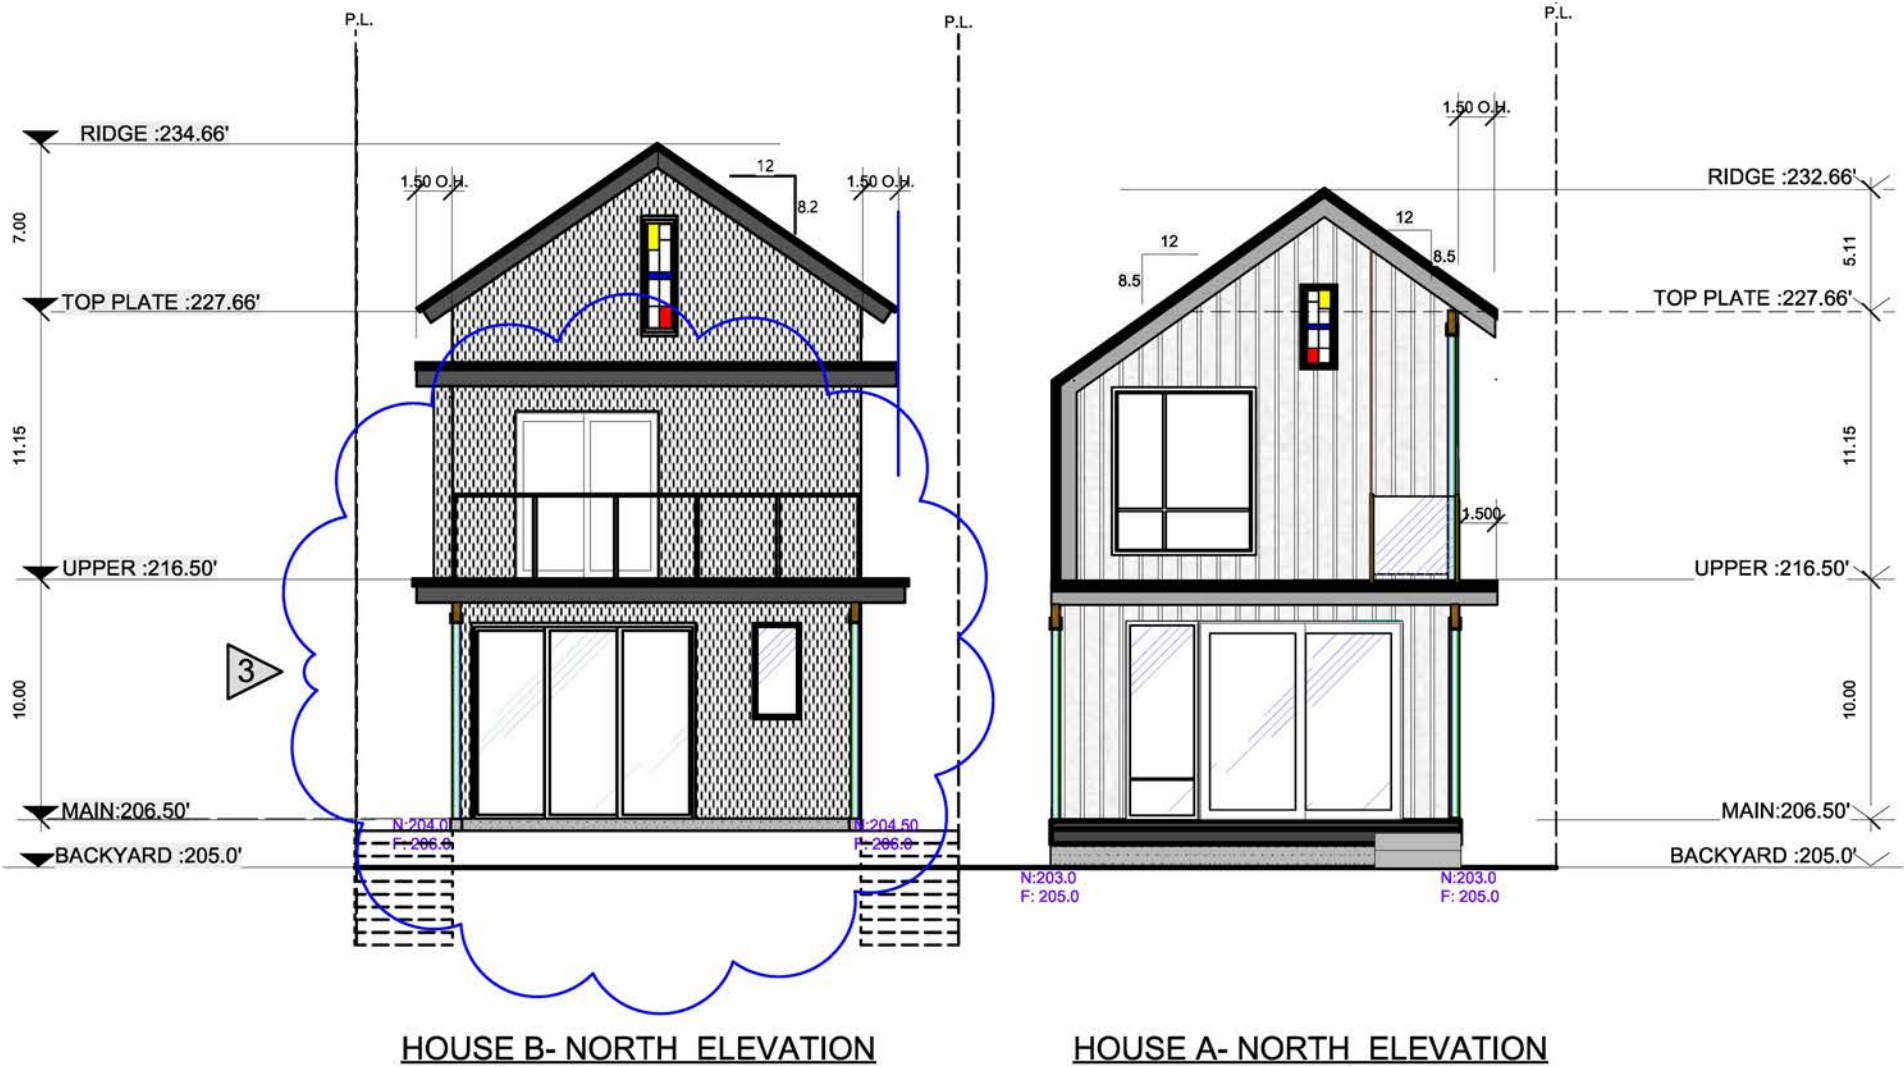 P.L.
P.L.
P.L.
RIDGE :234.66'
1.50 O.H.
12
8.2
1.50 O.H.
7.00
TOP PLATE :227.66'
11.15
UPPER :216.50'
3
10.00
MAIN:206.50'
N:204.0
F: 206.0
N:204.50
F: 206.0
BACKYARD :205.0'
1.50 O.H.
RIDGE :232.66'
12
8.5
12
8.5
5.11
TOP PLATE :227.66'
11.15
1.500
UPPER :216.50'
10.00
MAIN:206.50'
BACKYARD :205.0'
N:203.0
F: 205.0
N:203.0
F: 205.0
HOUSE B- NORTH ELEVATION
HOUSE A- NORTH ELEVATION